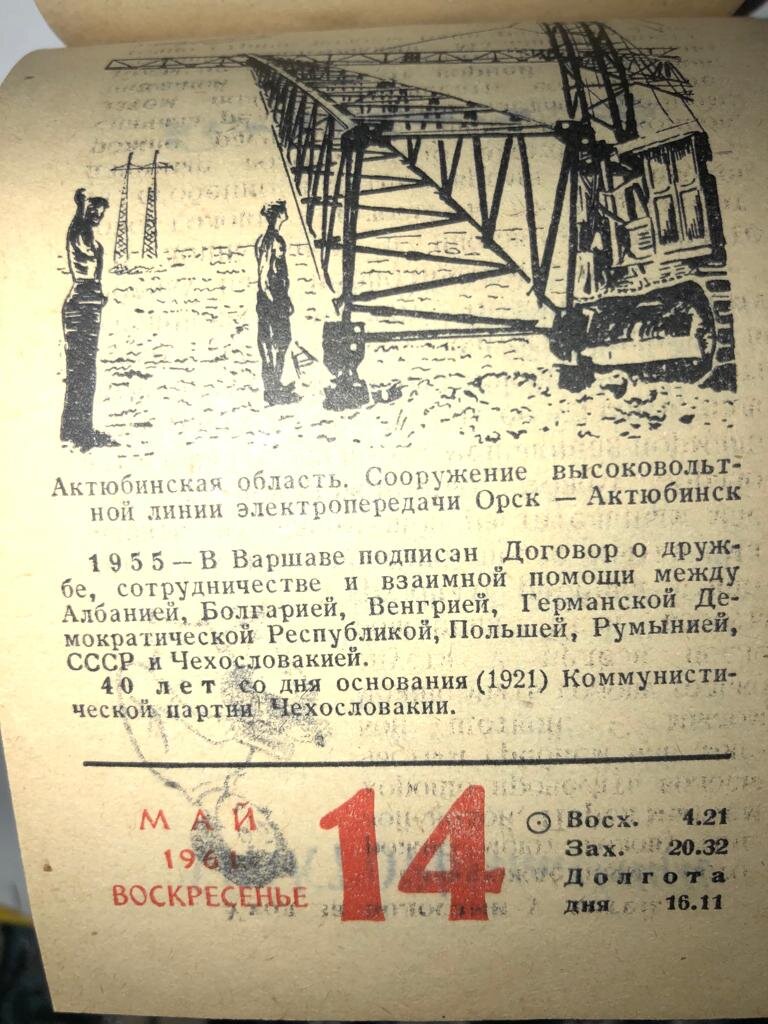 Актюбинская область. Сооружение высоковольт-
ной линии электропередачи Орск — Актюбинск
1955 — В Варшаве подписан Договор о друж-
бе, сотрудничестве и взаимной помощи между
Албанией, Болгарией, Венгрией, Германской Де-
мократической Республикой, Польшей, Румынией,
СССР и Чехословакией.
40 лет со дня основания (1921) Коммунисти-
ческой партии Чехословакии.
МАЙ
1961
ВОСКРЕСЕНЬЕ
14
Восх. 4.21
Зах. 20.32
Долгота
дня 16.11